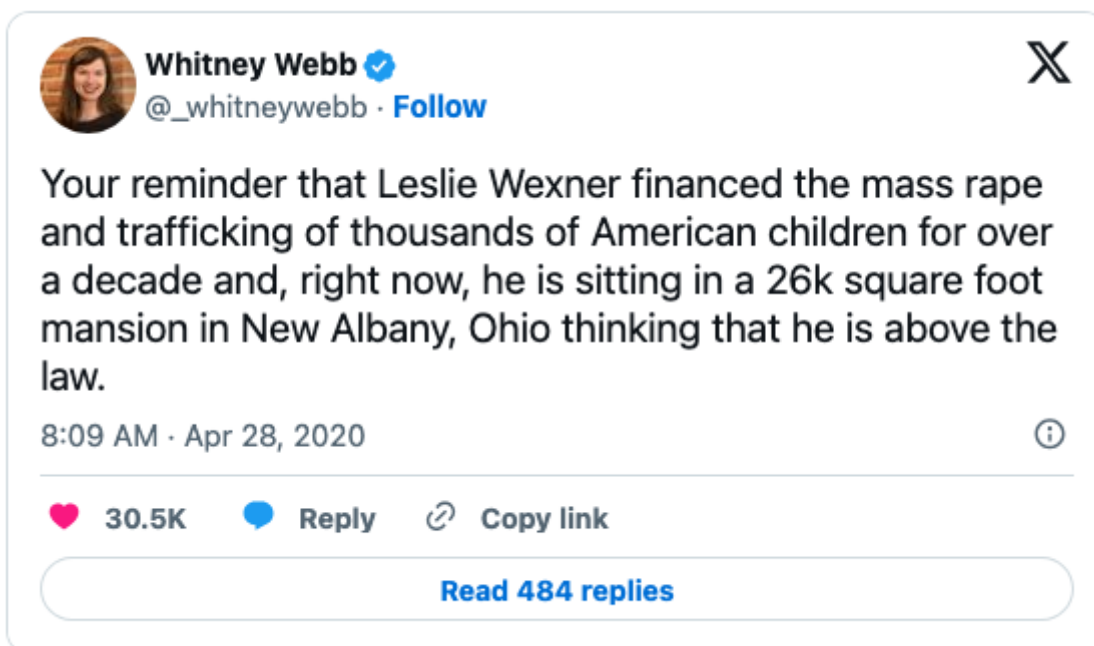 Whitney Webb
@_whitneywebb · Follow
Your reminder that Leslie Wexner financed the mass rape
and trafficking of thousands of American children for over
a decade and, right now, he is sitting in a 26k square foot
mansion in New Albany, Ohio thinking that he is above the
law.
8:09 AM · Apr 28, 2020
30.5K Reply Copy link
Read 484 replies